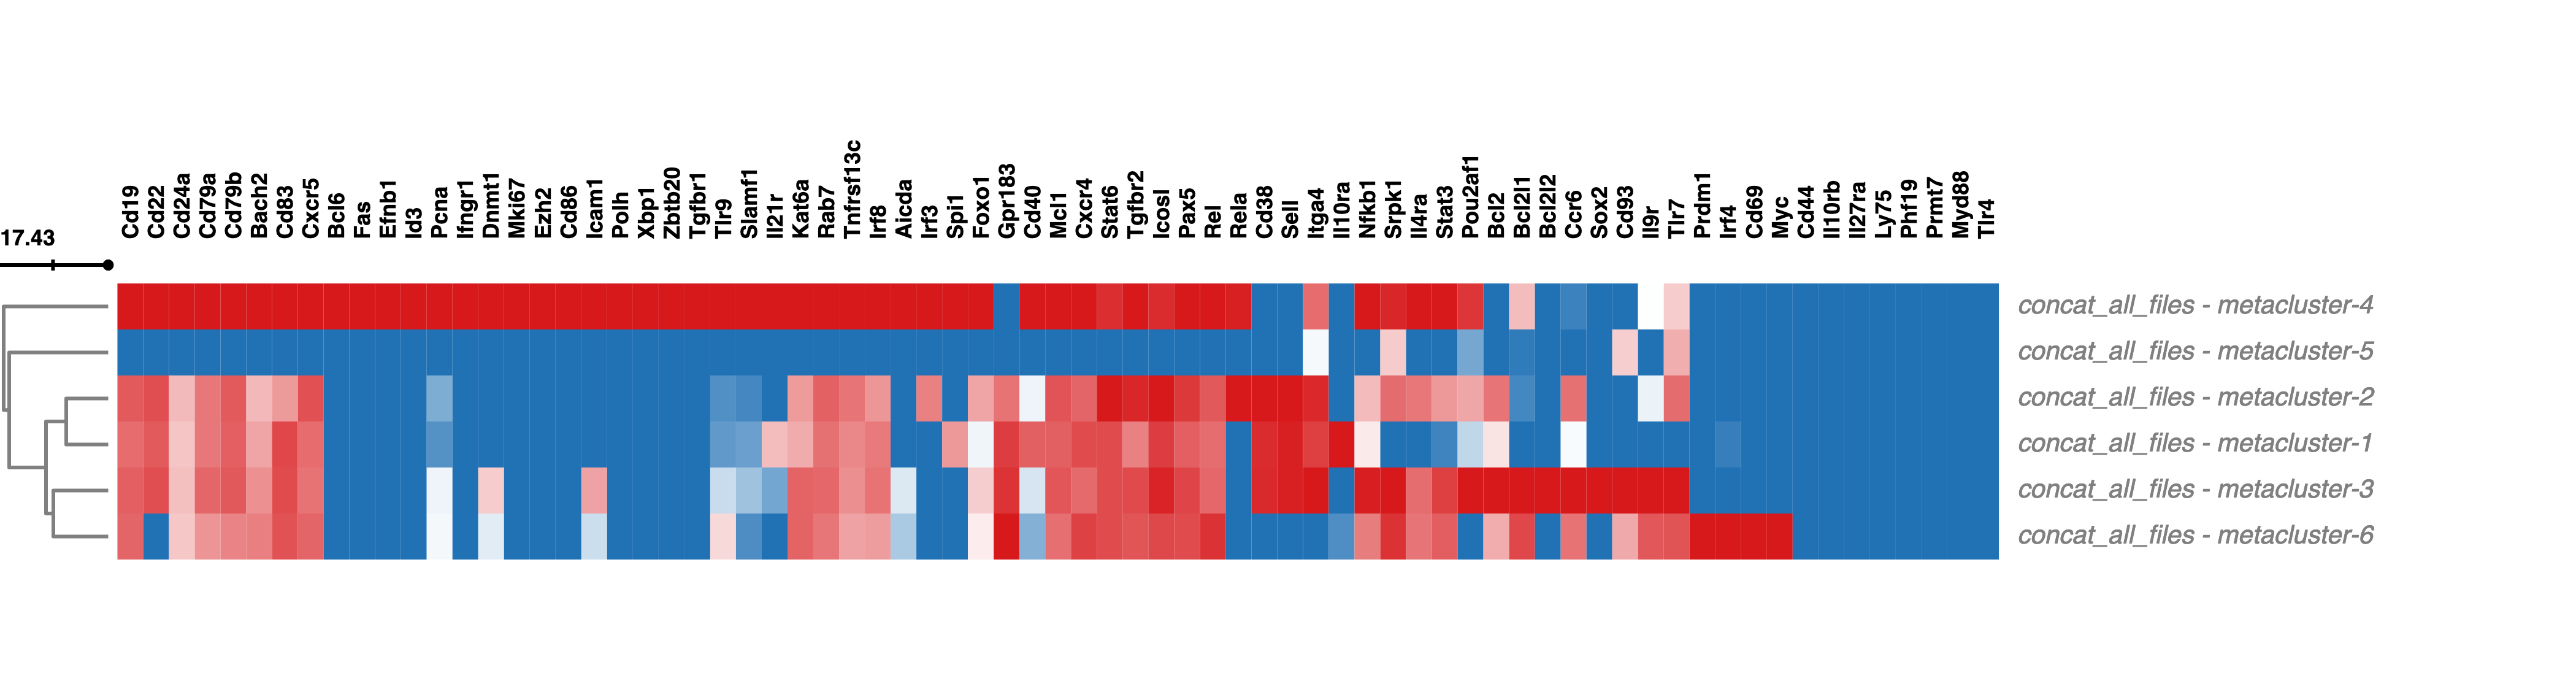 Cd19 Cd22 Cd24a Cd79a Cd79b Bach2 Cd83 Cxcr5 Bcl6 Fas Efnb1 Id3 Pcna Ifngr1 Dnmt1 Mki67 Ezh2 Cd86 Icam1 Polh Xbp1 Zbtb20 Tgfbr1 Tlr9 Slamf1 Il21r Kat6a Rab7 Tnfrsf13c Irf8 Aicda Irf3 Spi1 Foxo1 Gpr183 Cd40 Mcl1 Cxcr4 Stat6 Tgfbr2 Icosl Pax5 Rel Rela Cd38 Sell Itga4 Il10ra Nfkb1 Srpk1 Il4ra Stat3 Pou2af1 Bcl2 Bcl2l1 Bcl2l2 Ccr6 Sox2 Cd93 Il9r Tlr7 Prdm1 Irf4 Cd69 Myc Cd44 Il10rb Il27ra Ly75 Phf19 Prmt7 Myd88 Tlr4
17.43
concat_all_files - metacluster-4
concat_all_files - metacluster-5
concat_all_files - metacluster-2
concat_all_files - metacluster-1
concat_all_files - metacluster-3
concat_all_files - metacluster-6